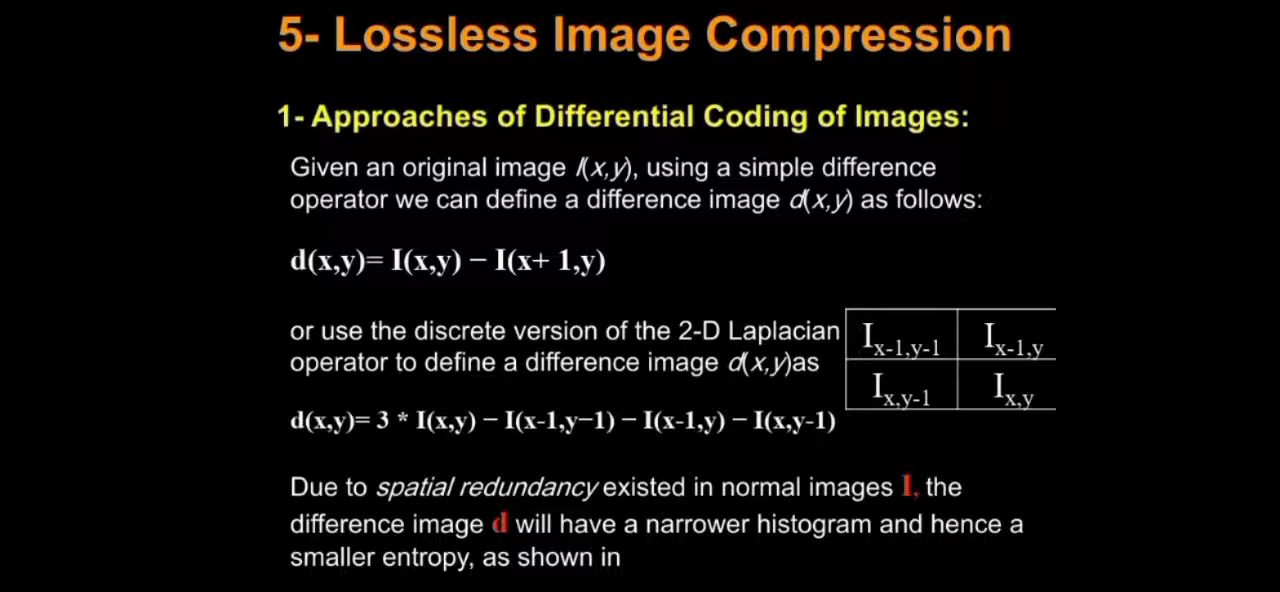 5- Lossless Image Compression
1- Approaches of Differential Coding of Images:
Given an original image I(x,y), using a simple difference
operator we can define a difference image d(x,y) as follows:
d(x,y)= I(x,y) − I(x+ 1,y)
or use the discrete version of the 2-D Laplacian
operator to define a difference image d(x,y)as
I x-1,y-1 I x-1,y
I x,y-1 I x,y
d(x,y)= 3 * I(x,y) − I(x-1,y−1) − I(x-1,y) − I(x,y-1)
Due to spatial redundancy existed in normal images I, the
difference image d will have a narrower histogram and hence a
smaller entropy, as shown in